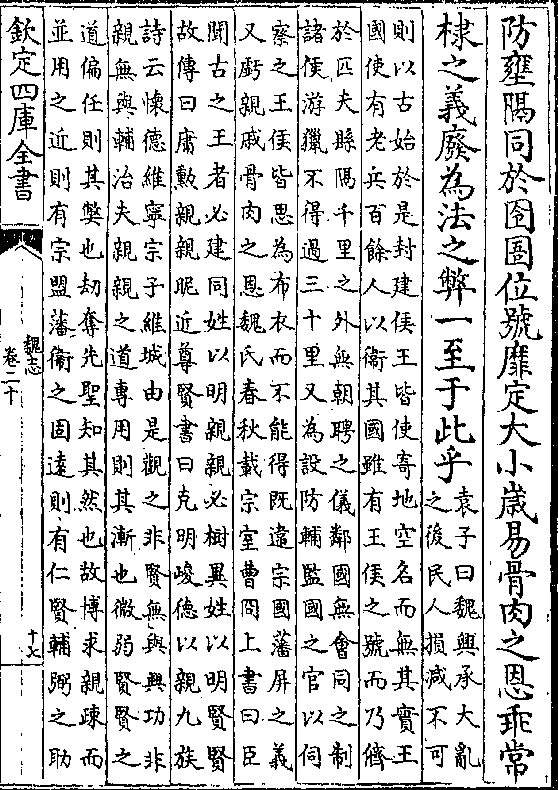 防壅隔同於囹圄位號靡定大小歲易骨肉之恩乖常
棣之義廢為法之弊一至于此乎
袁子曰魏興承大亂
之後民人損減不可
則以古始於是封建侯王皆使寄地空名而無其實王
國使有老兵百餘人以衞其國雖有王侯之號而乃儕
於匹夫縣隔千里之外無朝聘之儀鄰國無會同之制
諸侯游獵不得過三十里又為設防輔監國之官以伺
察之王侯皆思為布衣而不能得既違宗國藩屏之義
又虧親戚骨肉之恩魏氏春秋載宗室曹冏上書曰臣
聞古之王者必建同姓以明親親必樹異姓以明賢賢
故傳曰庸勲親親昵近尊賢書曰克明峻德以親九族
詩云懷德維寧宗子維城由是觀之非賢無與興功非
親無與輔治夫親親之道專用則其漸也微弱賢賢之
道偏任則其弊也劫奪先聖知其然也故博求親疎而
並用之近則有宗盟藩衞之固遠則有仁賢輔弼之助
欽定四庫全書
魏志
卷二十
十七